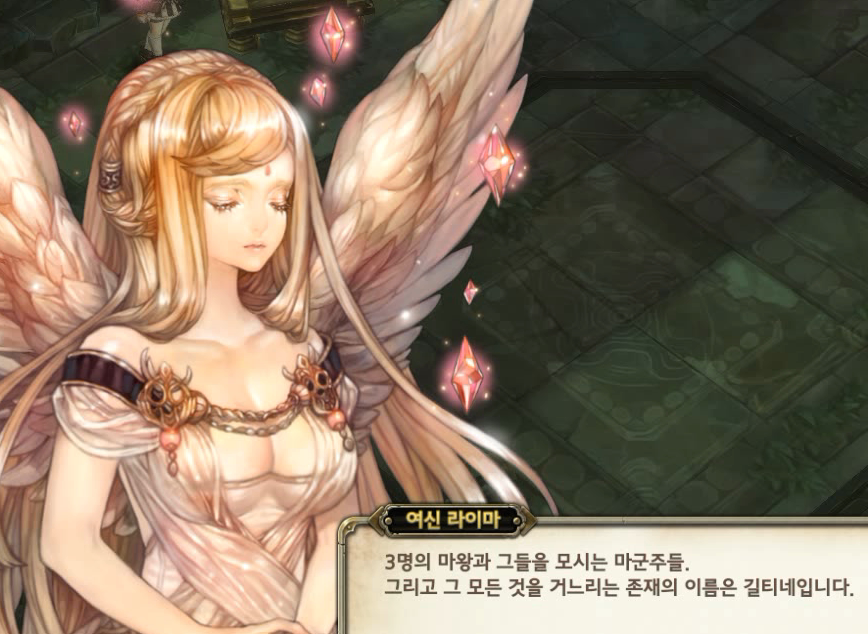 여신 라이마
3명의 마왕과 그들을 모시는 마군주들.
그리고 그 모든 것을 거느리는 존재의 이름은 길티네입니다.